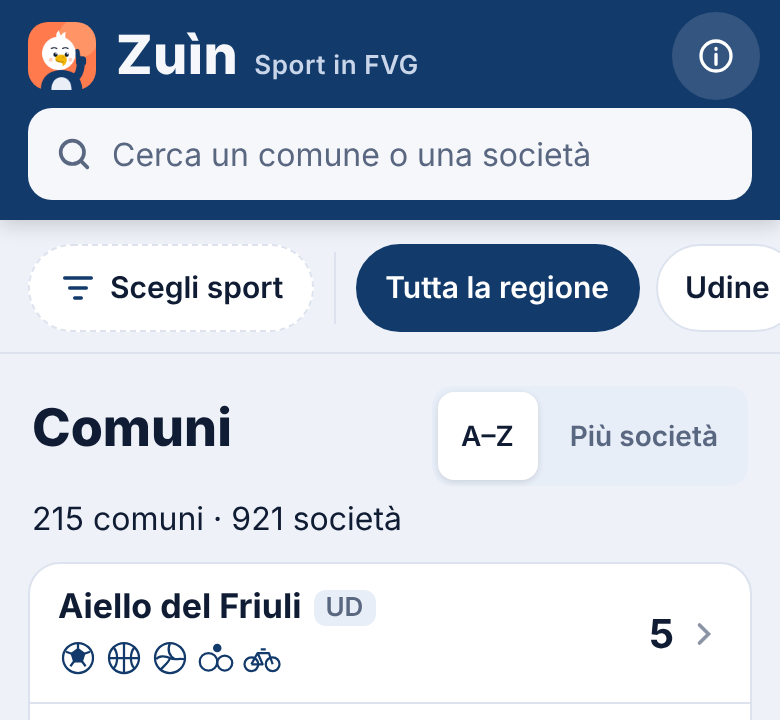 Zuìn Sport in FVG
Cerca un comune o una società
Scegli sport Tutta la regione Udine
Comuni A–Z Più società
215 comuni · 921 società
Aiello del Friuli UD
5